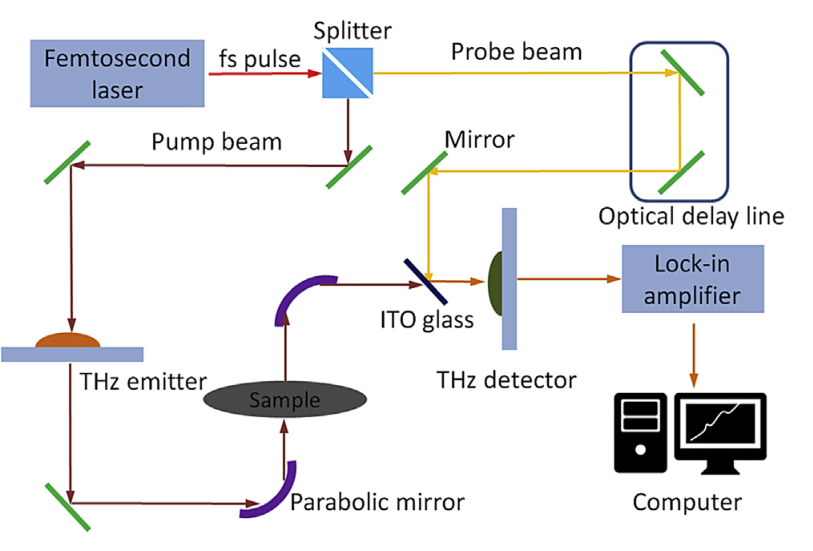 Splitter
Femtosecond
laser
fs pulse
Probe beam
Pump beam
Mirror
Optical delay line
Lock-in
amplifier
ITO glass
THz emitter
THz detector
Sample
Parabolic mirror
Computer